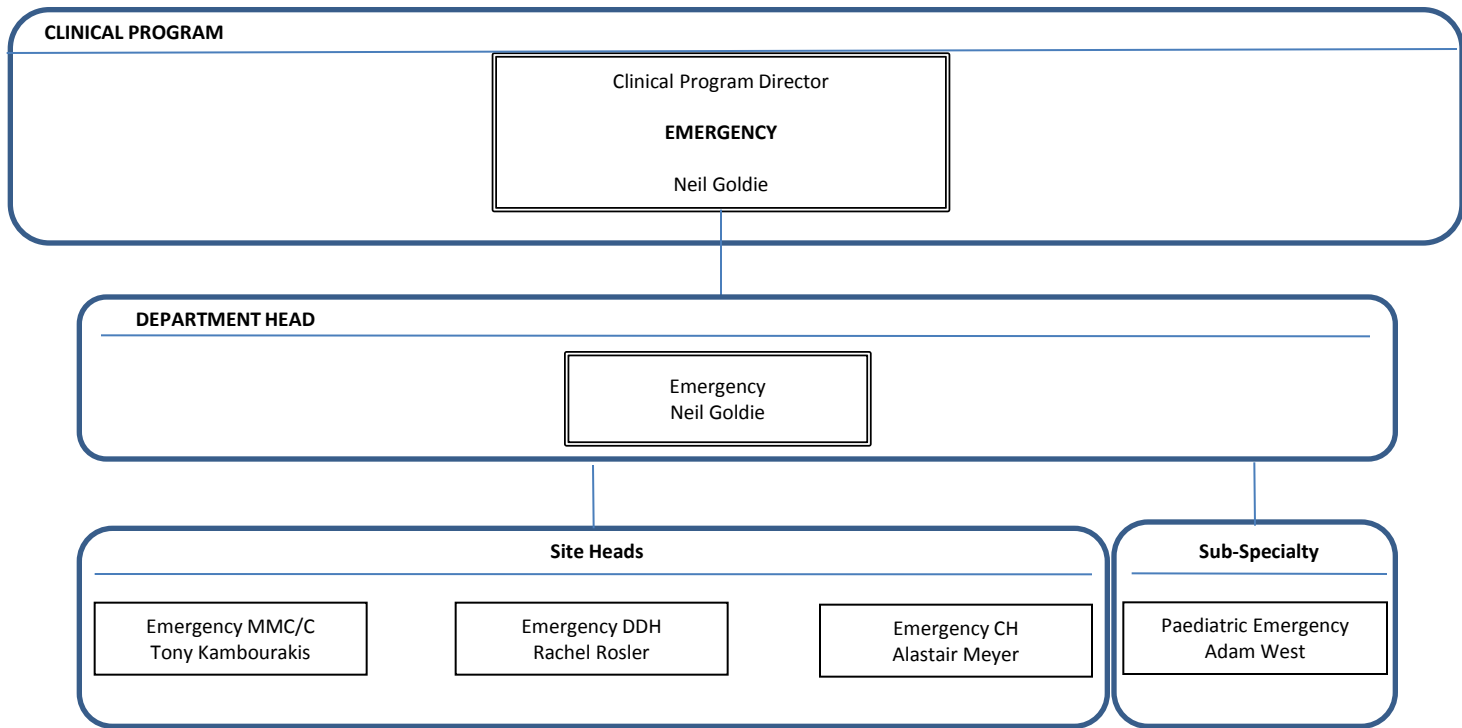 CLINICAL PROGRAM
Clinical Program Director
EMERGENCY
Neil Goldie
DEPARTMENT HEAD
Emergency
Neil Goldie
Site Heads
Emergency MMC/C
Tony Kambourakis
Emergency DDH
Rachel Rosler
Emergency CH
Alastair Meyer
Sub-Specialty
Paediatric Emergency
Adam West